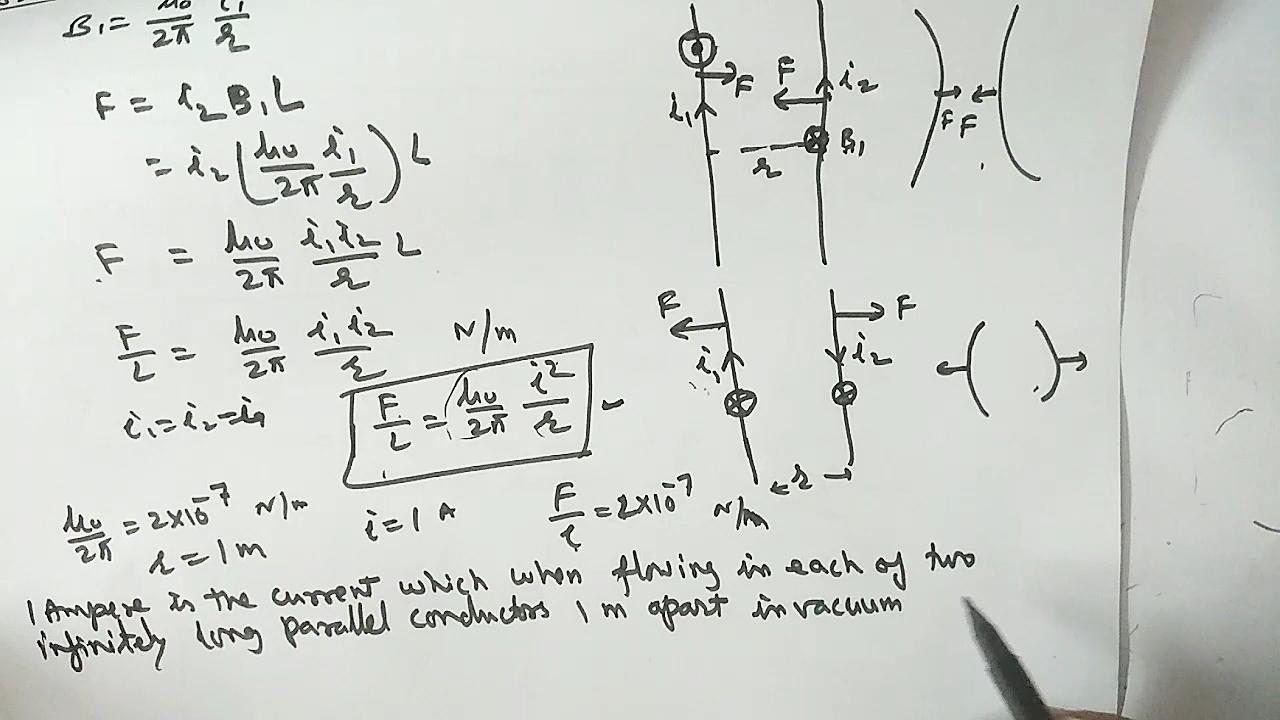 B₁ = μ₀/2π i₁/r
F = i₂ B₁ L
= i₂ (μ₀/2π i₁/r) L
F = μ₀/2π i₁i₂/r L
F/L = μ₀/2π i₁i₂/r
N/m
i₁ = i₂ = i
F/L = μ₀/2π i²/r
μ₀/2π = 2×10⁻⁷ N/m
r = 1 m
i = 1 A
F/L = 2×10⁻⁷ N/m
1 Ampere is the current which when flowing in each of two
infinitely long parallel conductors 1 m apart in vacuum
F
F
i₁
i₂
r
B₁
F F
F
F
i₁
i₂
r